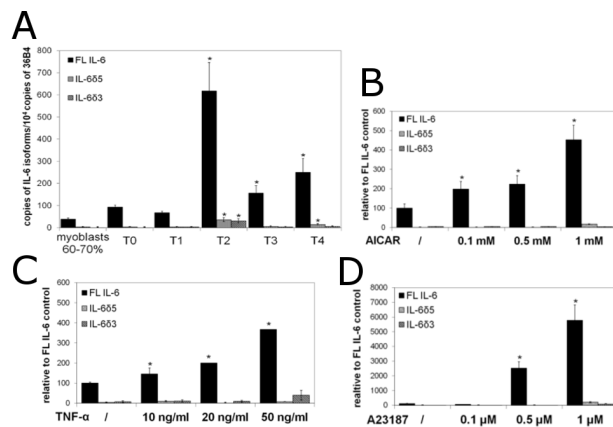 A
copies of IL-6 isoforms/10⁴ copies of 36B4
800
700
600
500
400
300
200
100
0
FL IL-6
IL-6δ5
IL-6δ3
* * * * * *
myoblasts 60-70% T0 T1 T2 T3 T4
B
relative to FL IL-6 control
600
500
400
300
200
100
0
FL IL-6
IL-6δ5
IL-6δ3
* * *
AICAR / 0.1 mM 0.5 mM 1 mM
C
relative to FL IL-6 control
600
500
400
300
200
100
0
FL IL-6
IL-6δ5
IL-6δ3
* * *
TNF-α / 10 ng/ml 20 ng/ml 50 ng/ml
D
realtive to FL IL-6 control
8000
7000
6000
5000
4000
3000
2000
1000
0
FL IL-6
IL-6δ5
IL-6δ3
* *
A23187 / 0.1 µM 0.5 µM 1 µM